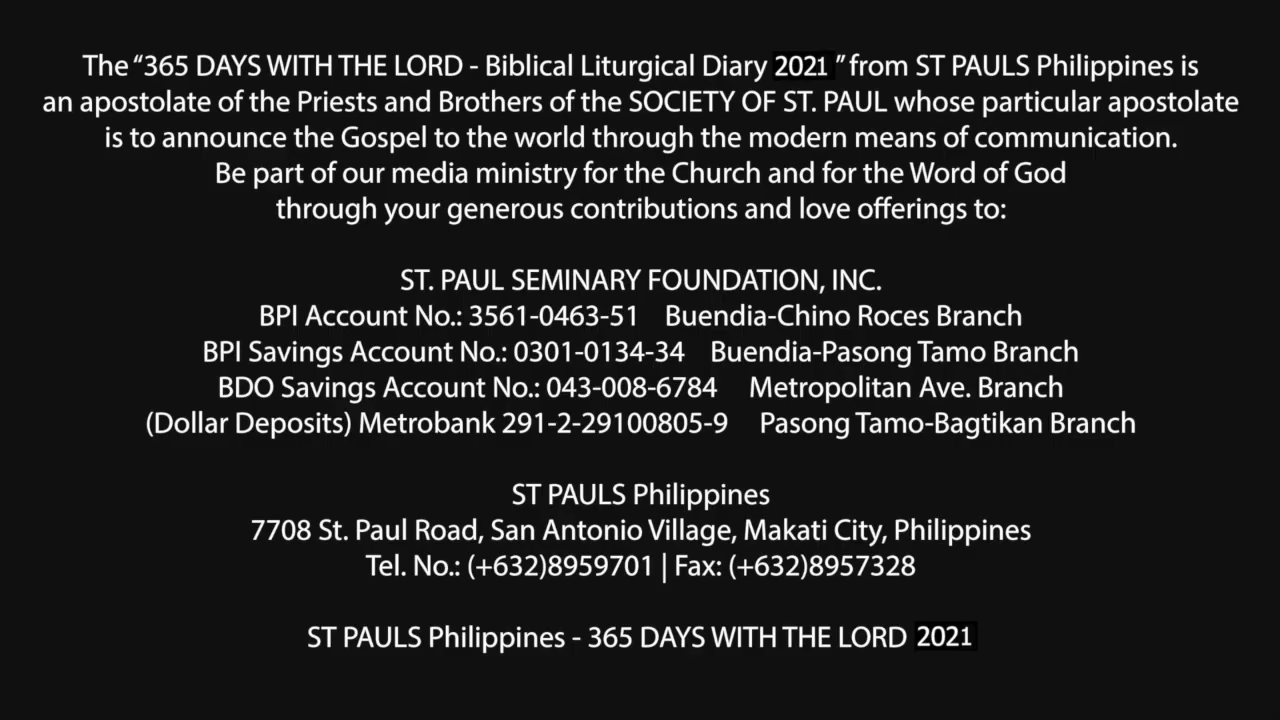 The “365 DAYS WITH THE LORD - Biblical Liturgical Diary 2021 ” from ST PAULS Philippines is
an apostolate of the Priests and Brothers of the SOCIETY OF ST. PAUL whose particular apostolate
is to announce the Gospel to the world through the modern means of communication.
Be part of our media ministry for the Church and for the Word of God
through your generous contributions and love offerings to:
ST. PAUL SEMINARY FOUNDATION, INC.
BPI Account No.: 3561-0463-51 Buendia-Chino Roces Branch
BPI Savings Account No.: 0301-0134-34 Buendia-Pasong Tamo Branch
BDO Savings Account No.: 043-008-6784 Metropolitan Ave. Branch
(Dollar Deposits) Metrobank 291-2-29100805-9 Pasong Tamo-Bagtikan Branch
ST PAULS Philippines
7708 St. Paul Road, San Antonio Village, Makati City, Philippines
Tel. No.: (+632)8959701 | Fax: (+632)8957328
ST PAULS Philippines - 365 DAYS WITH THE LORD 2021